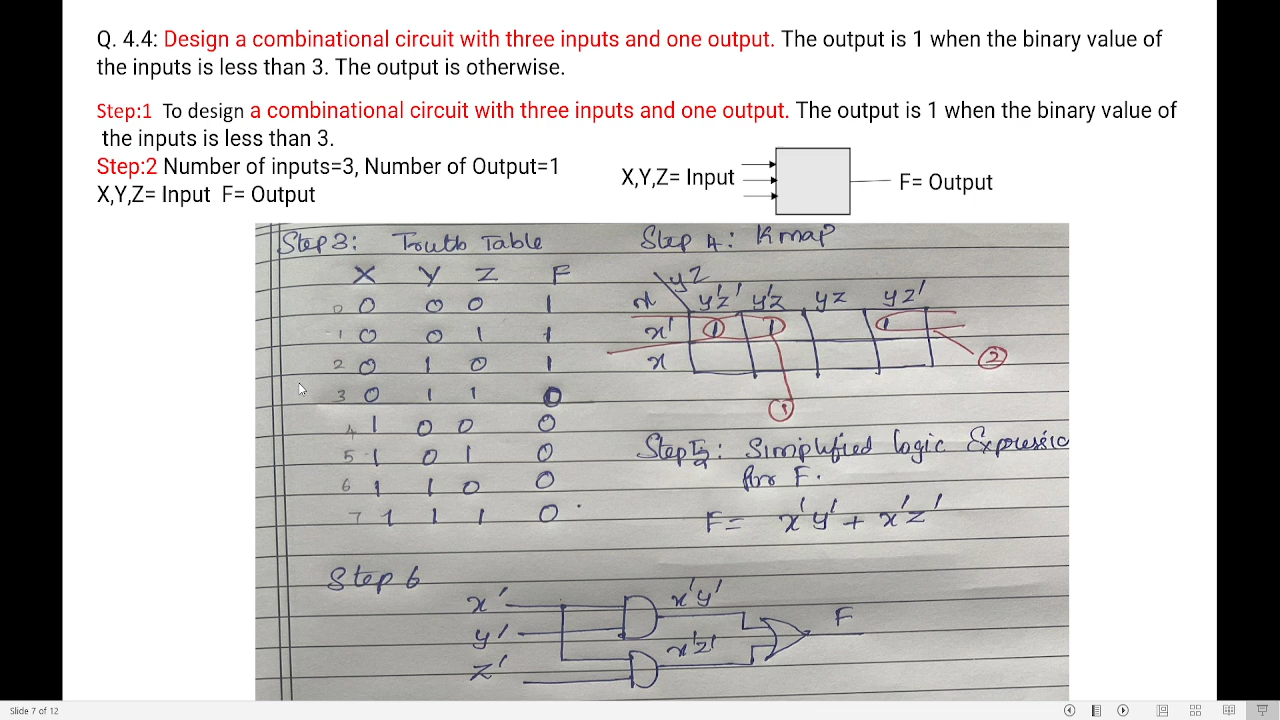 Q. 4.4: Design a combinational circuit with three inputs and one output. The output is 1 when the binary value of
the inputs is less than 3. The output is otherwise.
Step:1 To design a combinational circuit with three inputs and one output. The output is 1 when the binary value of
the inputs is less than 3.
Step:2 Number of inputs=3, Number of Output=1
X,Y,Z= Input F= Output
X,Y,Z= Input
F= Output
Step 3: Truth Table
X Y Z F
0 0 0 0 1
1 0 0 1 1
2 0 1 0 1
3 0 1 1 0
4 1 0 0 0
5 1 0 1 0
6 1 1 0 0
7 1 1 1 0
Step 4: K map
yz
x y'z' y'z yz yz'
x' 1 1 1
x
2
1
Step 5: Simplified logic Expressio
for F.
F= x'y' + x'z'
Step 6
x'
y'
z'
x'y'
x'z'
F
Slide 7 of 12